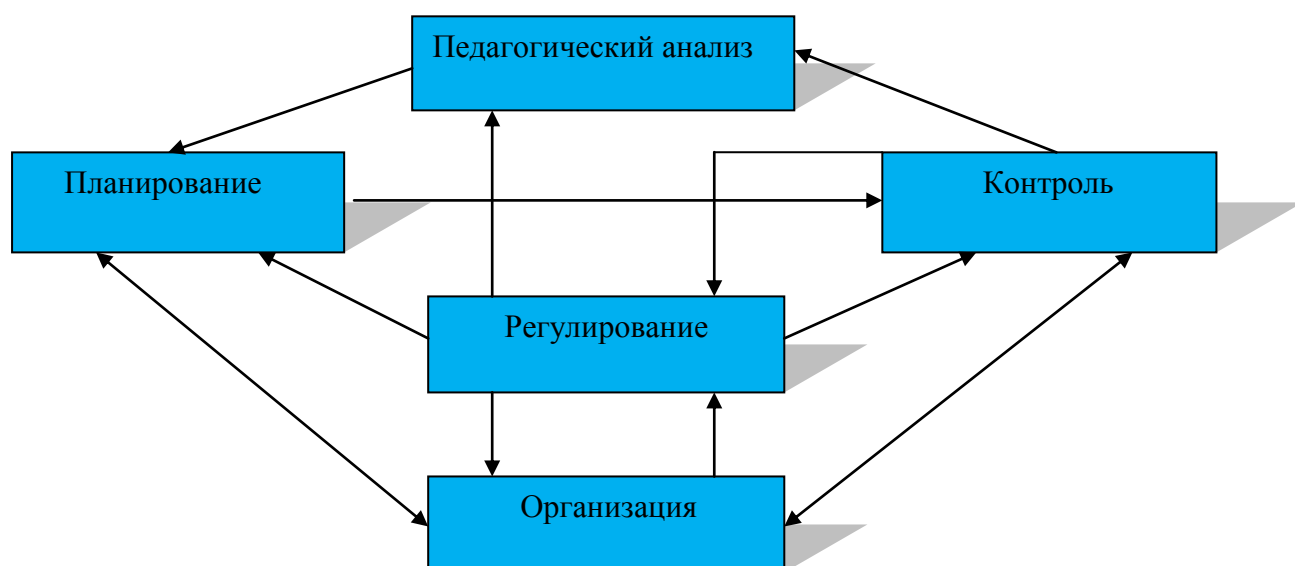 Педагогический анализ
Планирование
Контроль
Регулирование
Организация